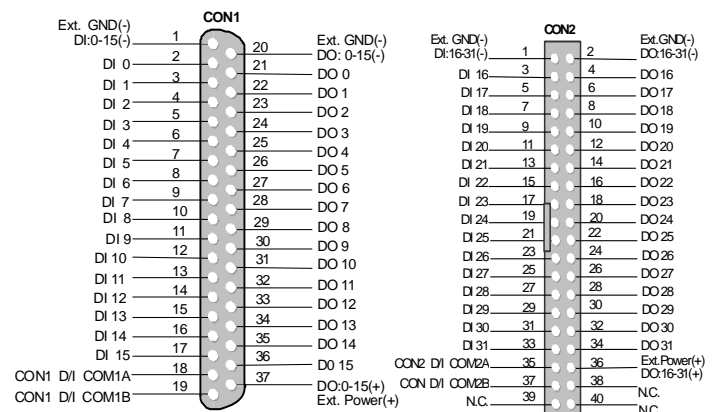 CON1
Ext. GND(-)
DI:0-15(-) 1
20 Ext. GND(-)
DO: 0-15(-)
DI 0 2
21 DO 0
DI 1 3
22 DO 1
DI 2 4
23 DO 2
DI 3 5
24 DO 3
DI 4 6
25 DO 4
DI 5 7
26 DO 5
DI 6 8
27 DO 6
DI 7 9
28 DO 7
DI 8 10
29 DO 8
DI 9 11
30 DO 9
DI 10 12
31 DO 10
DI 11 13
32 DO 11
DI 12 14
33 DO 12
DI 13 15
34 DO 13
DI 14 16
35 DO 14
DI 15 17
36 D0 15
CON1 D/I COM1A 18
37 DO:0-15(+)
Ext. Power(+)
CON1 D/I COM1B 19
CON2
Ext. GND(-)
DI:16-31(-) 1
2 Ext.GND(-)
DO:16-31(-)
DI 16 3
4 DO 16
DI 17 5
6 DO 17
DI 18 7
8 DO 18
DI 19 9
10 DO 19
DI 20 11
12 DO 20
DI 21 13
14 DO 21
DI 22 15
16 DO 22
DI 23 17
18 DO 23
DI 24 19
20 DO 24
DI 25 21
22 DO 25
DI 26 23
24 DO 26
DI 27 25
26 DO 27
DI 28 27
28 DO 28
DI 29 29
30 DO 29
DI 30 31
32 DO 30
DI 31 33
34 DO 31
CON2 D/I COM2A 35
36 Ext.Power(+)
DO:16-31(+)
CON D/I COM2B 37
38 N.C.
N.C. 39
40 N.C.